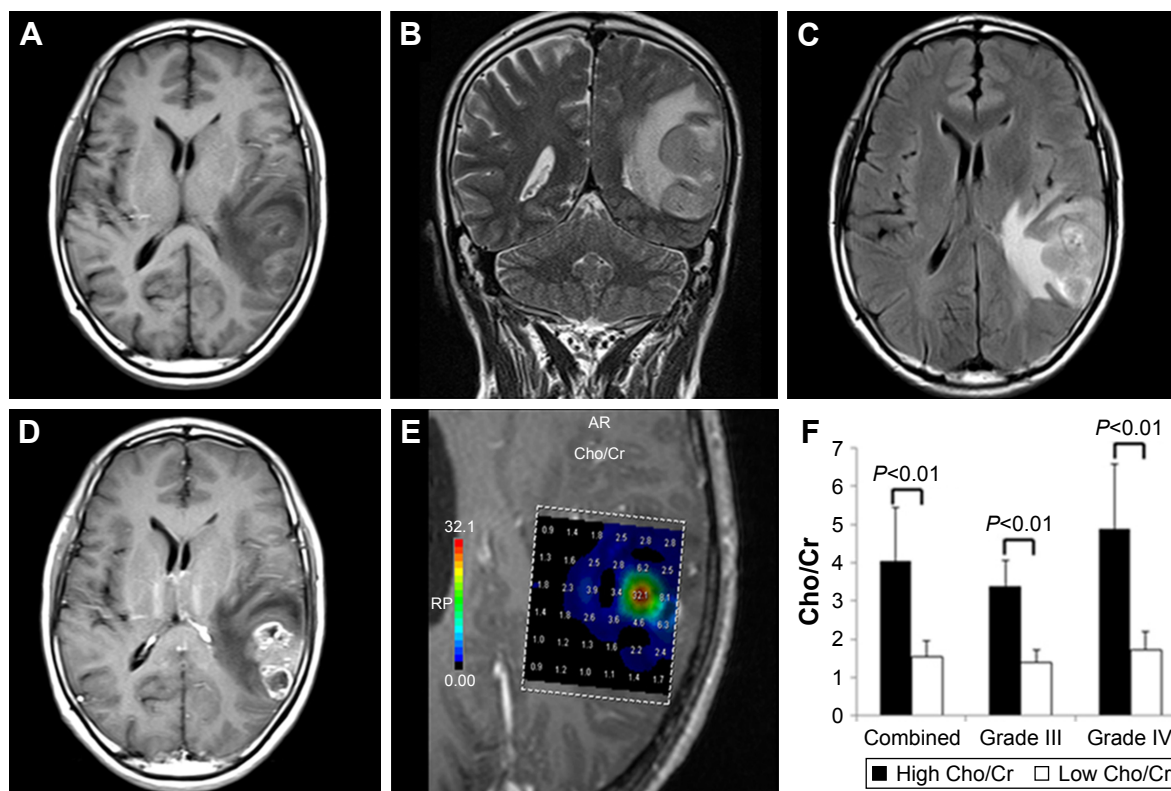 A
B
C
D
E
AR
Cho/Cr
32.1
RP
0.00
0.9 1.4 1.8 2.5 2.8 2.8
1.3 1.6 2.5 2.8 6.2 2.5
1.8 2.3 3.9 3.4 32.1 8.1
1.4 1.8 2.6 3.6 4.6 6.3
1.0 1.2 1.3 1.6 2.2 2.4
0.9 1.2 1.0 1.1 1.4 1.7
F
Cho/Cr
7
6
5
4
3
2
1
0
P<0.01
P<0.01
P<0.01
Combined Grade III Grade IV
High Cho/Cr Low Cho/Cr